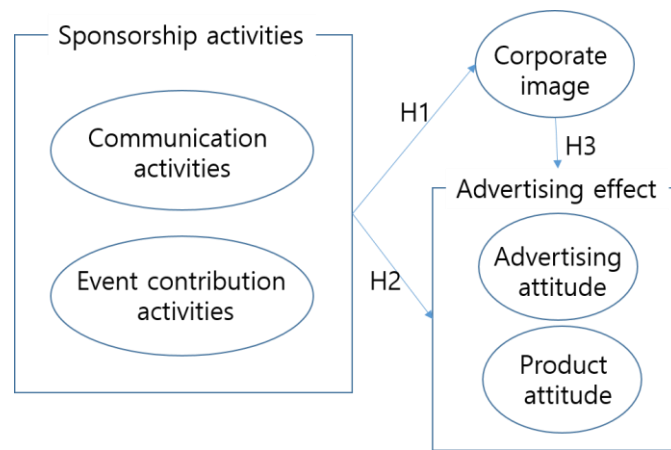 Sponsorship activities
Communication
activities
Event contribution
activities
H1
H2
Corporate
image
H3
Advertising effect
Advertising
attitude
Product
attitude